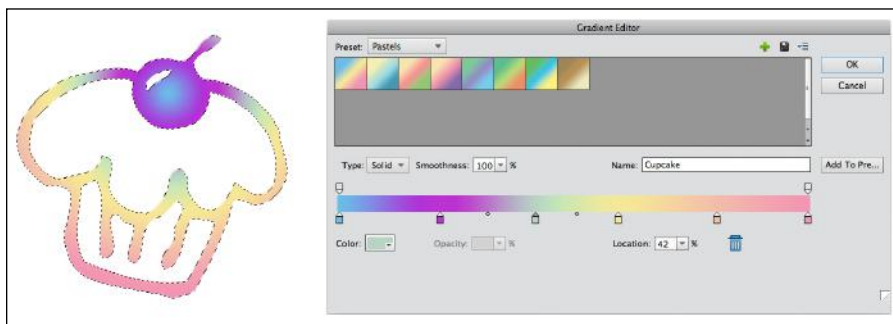 Gradient Editor
Preset: Pastels
OK
Cancel
Type: Solid Smoothness: 100 % Name: Cupcake Add To Pre...
Color: Opacity: % Location: 42 %